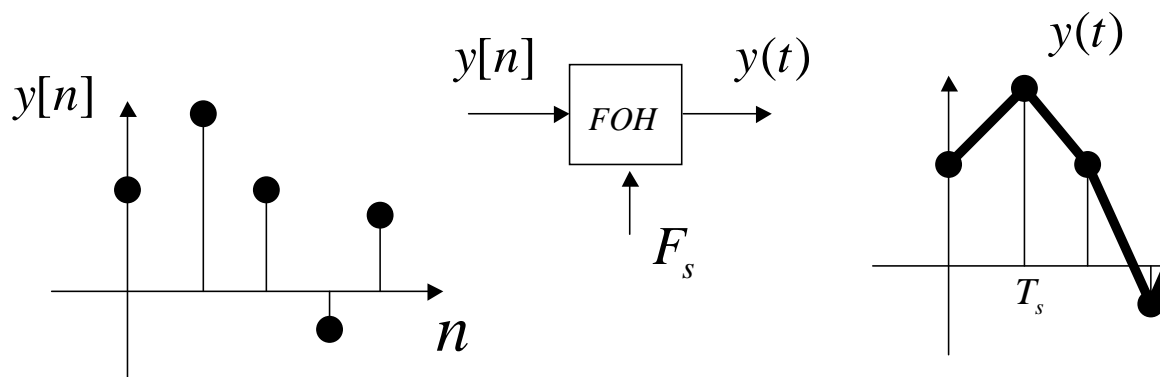 y[n]
n
y[n]
FOH
y(t)
F_s
y(t)
T_s